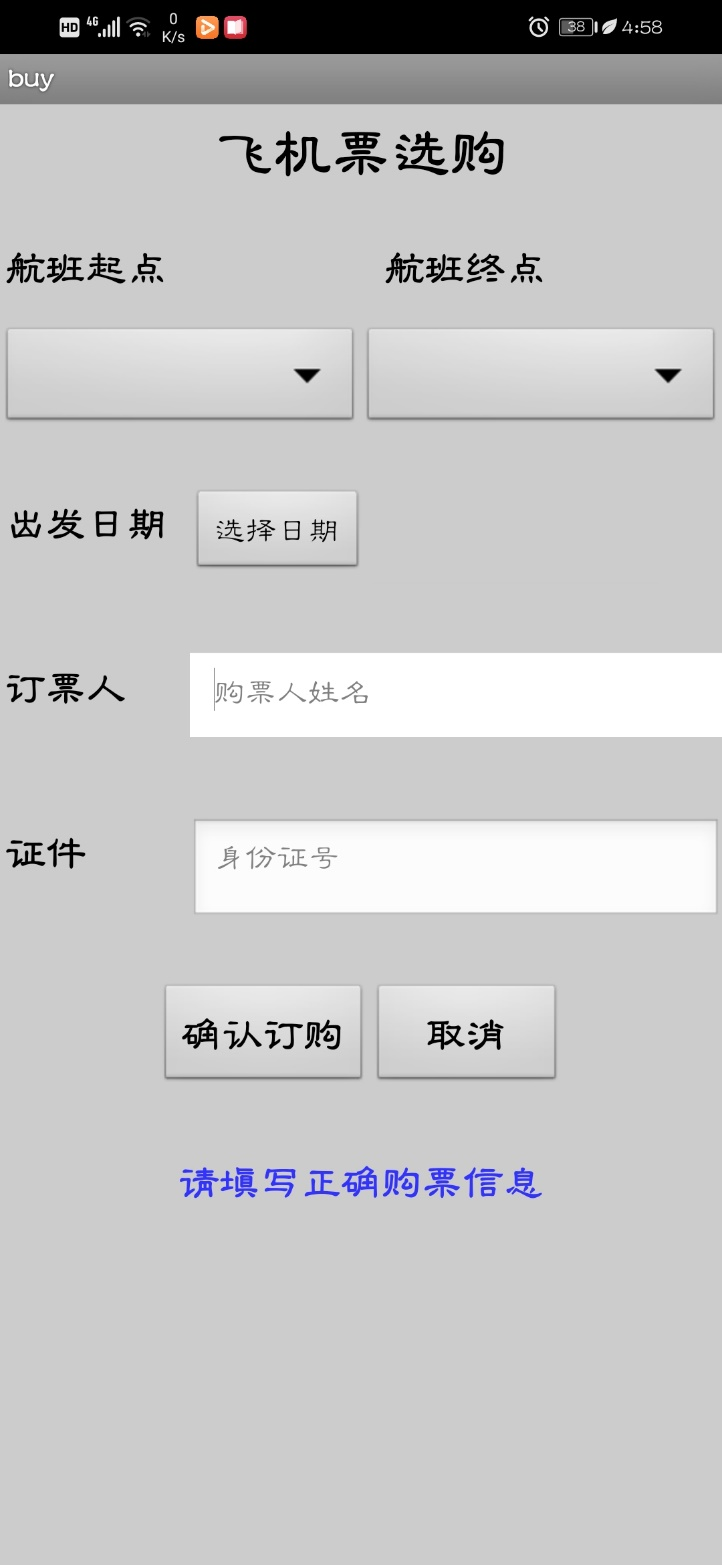 HD 4G 0 K/s 38 4:58
buy
飞机票选购
航班起点 航班终点
出发日期 选择日期
订票人 购票人姓名
证件 身份证号
确认订购 取消
请填写正确购票信息